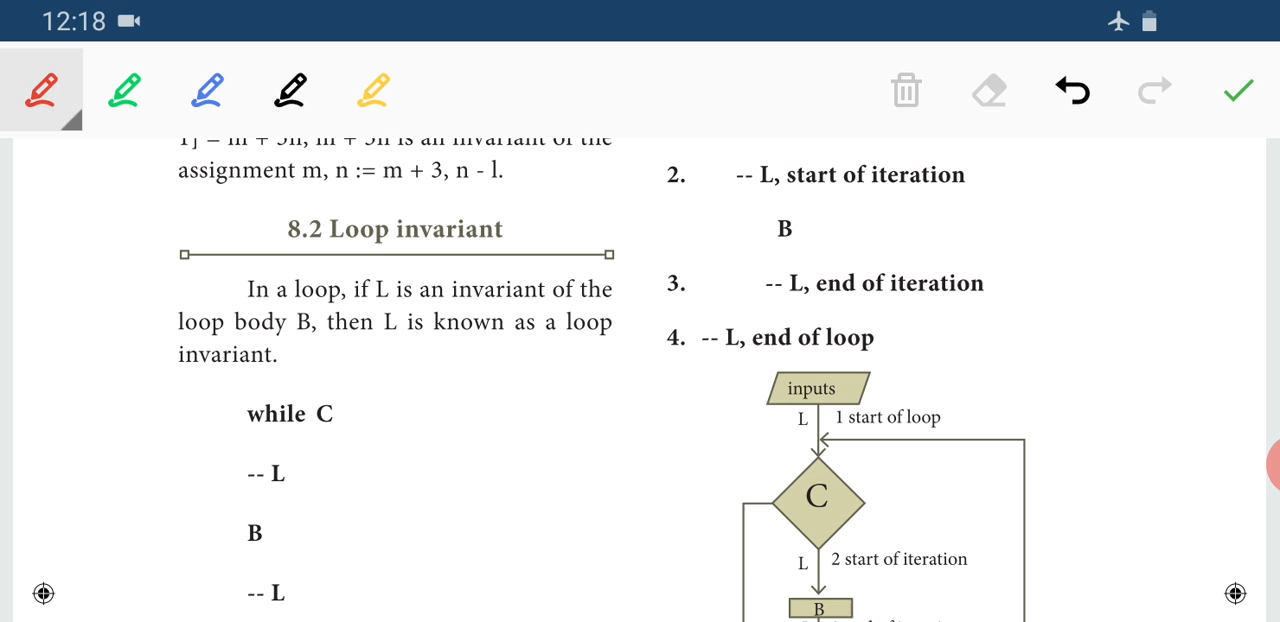 12:18
assignment m, n := m + 3, n - l.
8.2 Loop invariant
In a loop, if L is an invariant of the
loop body B, then L is known as a loop
invariant.
while C
-- L
B
-- L
2. -- L, start of iteration
B
3. -- L, end of iteration
4. -- L, end of loop
inputs
L 1 start of loop
C
L 2 start of iteration
B